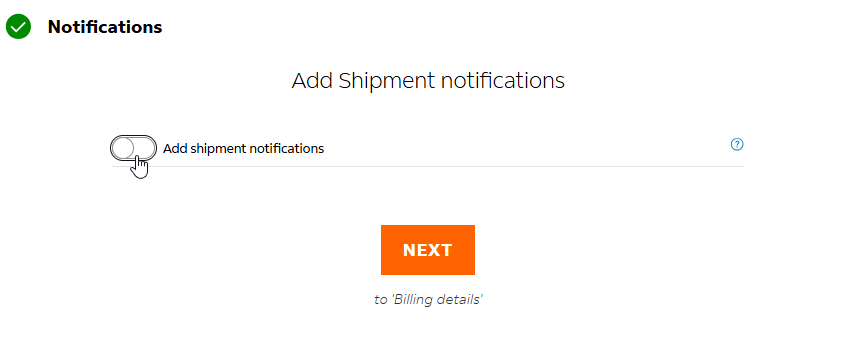 Notifications
Add Shipment notifications
Add shipment notifications ?
NEXT
to 'Billing details'